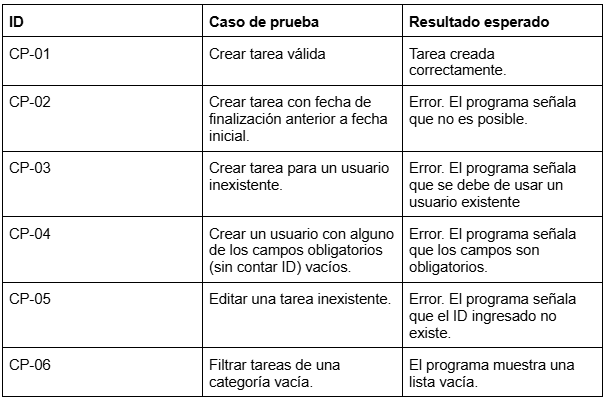 ID
Caso de prueba
Resultado esperado
CP-01
Crear tarea válida
Tarea creada
correctamente.
CP-02
Crear tarea con fecha de
finalización anterior a fecha
inicial.
Error. El programa señala
que no es posible.
CP-03
Crear tarea para un usuario
inexistente.
Error. El programa señala
que se debe de usar un
usuario existente
CP-04
Crear un usuario con alguno
de los campos obligatorios
(sin contar ID) vacíos.
Error. El programa señala
que los campos son
obligatorios.
CP-05
Editar una tarea inexistente.
Error. El programa señala
que el ID ingresado no
existe.
CP-06
Filtrar tareas de una
categoría vacía.
El programa muestra una
lista vacía.